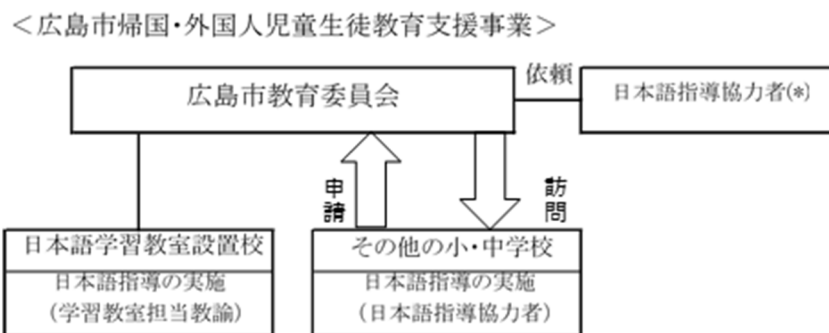 ＜広島市帰国・外国人児童生徒教育支援事業＞
広島市教育委員会
依頼
日本語指導協力者(*)
申請
訪問
日本語学習教室設置校
日本語指導の実施
（学習教室担当教諭）
その他の小・中学校
日本語指導の実施
（日本語指導協力者）